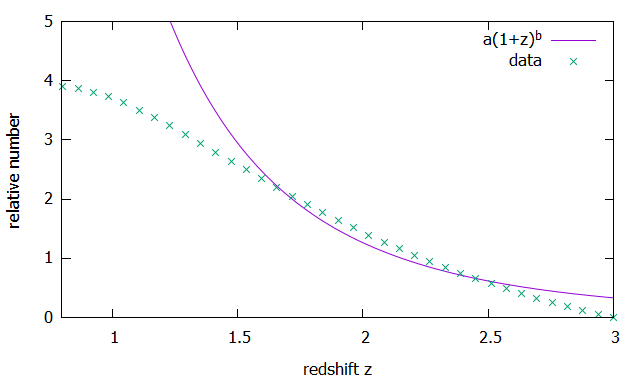 5
4
3
2
1
0
1
1.5
2
2.5
3
relative number
redshift z
a(1+z)ᵇ
data